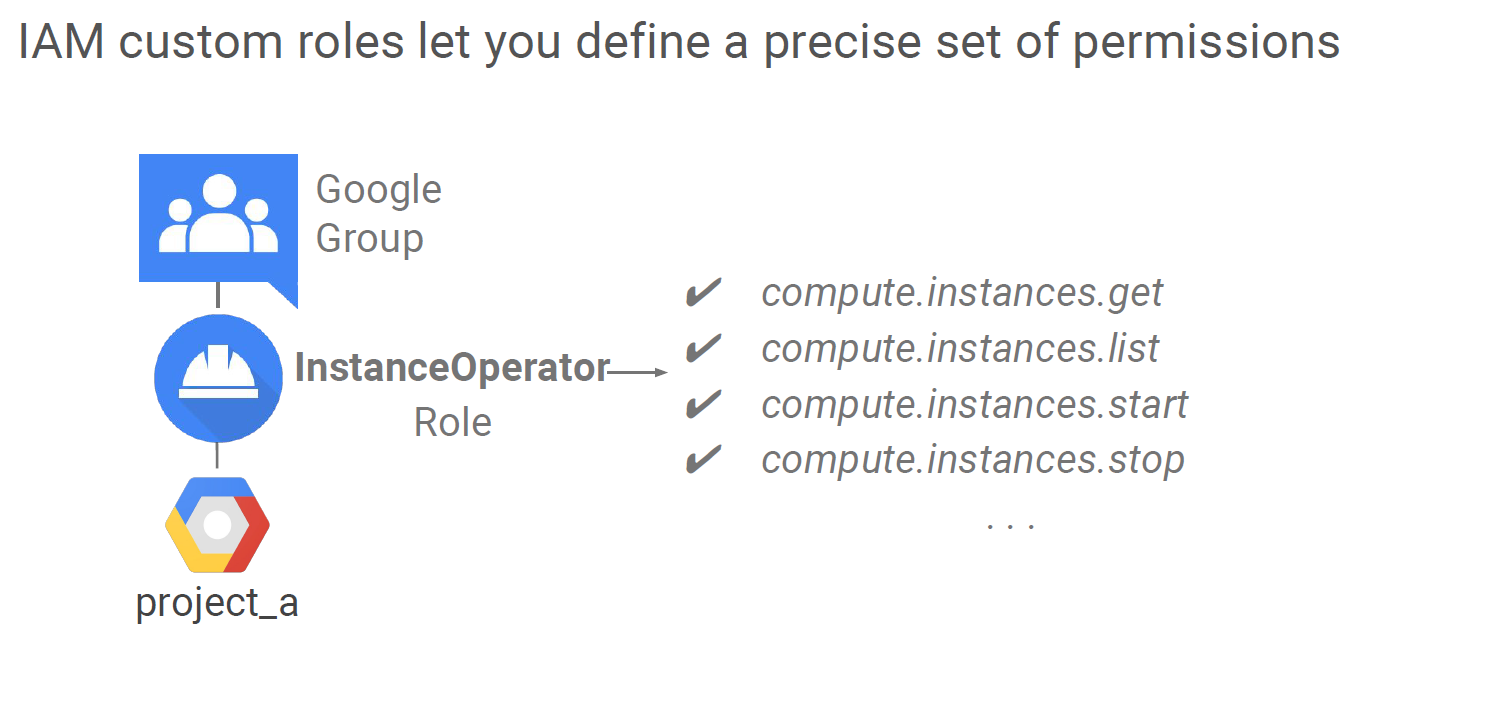 IAM custom roles let you define a precise set of permissions
Google
Group
InstanceOperator
Role
project_a
compute.instances.get
compute.instances.list
compute.instances.start
compute.instances.stop
. . .